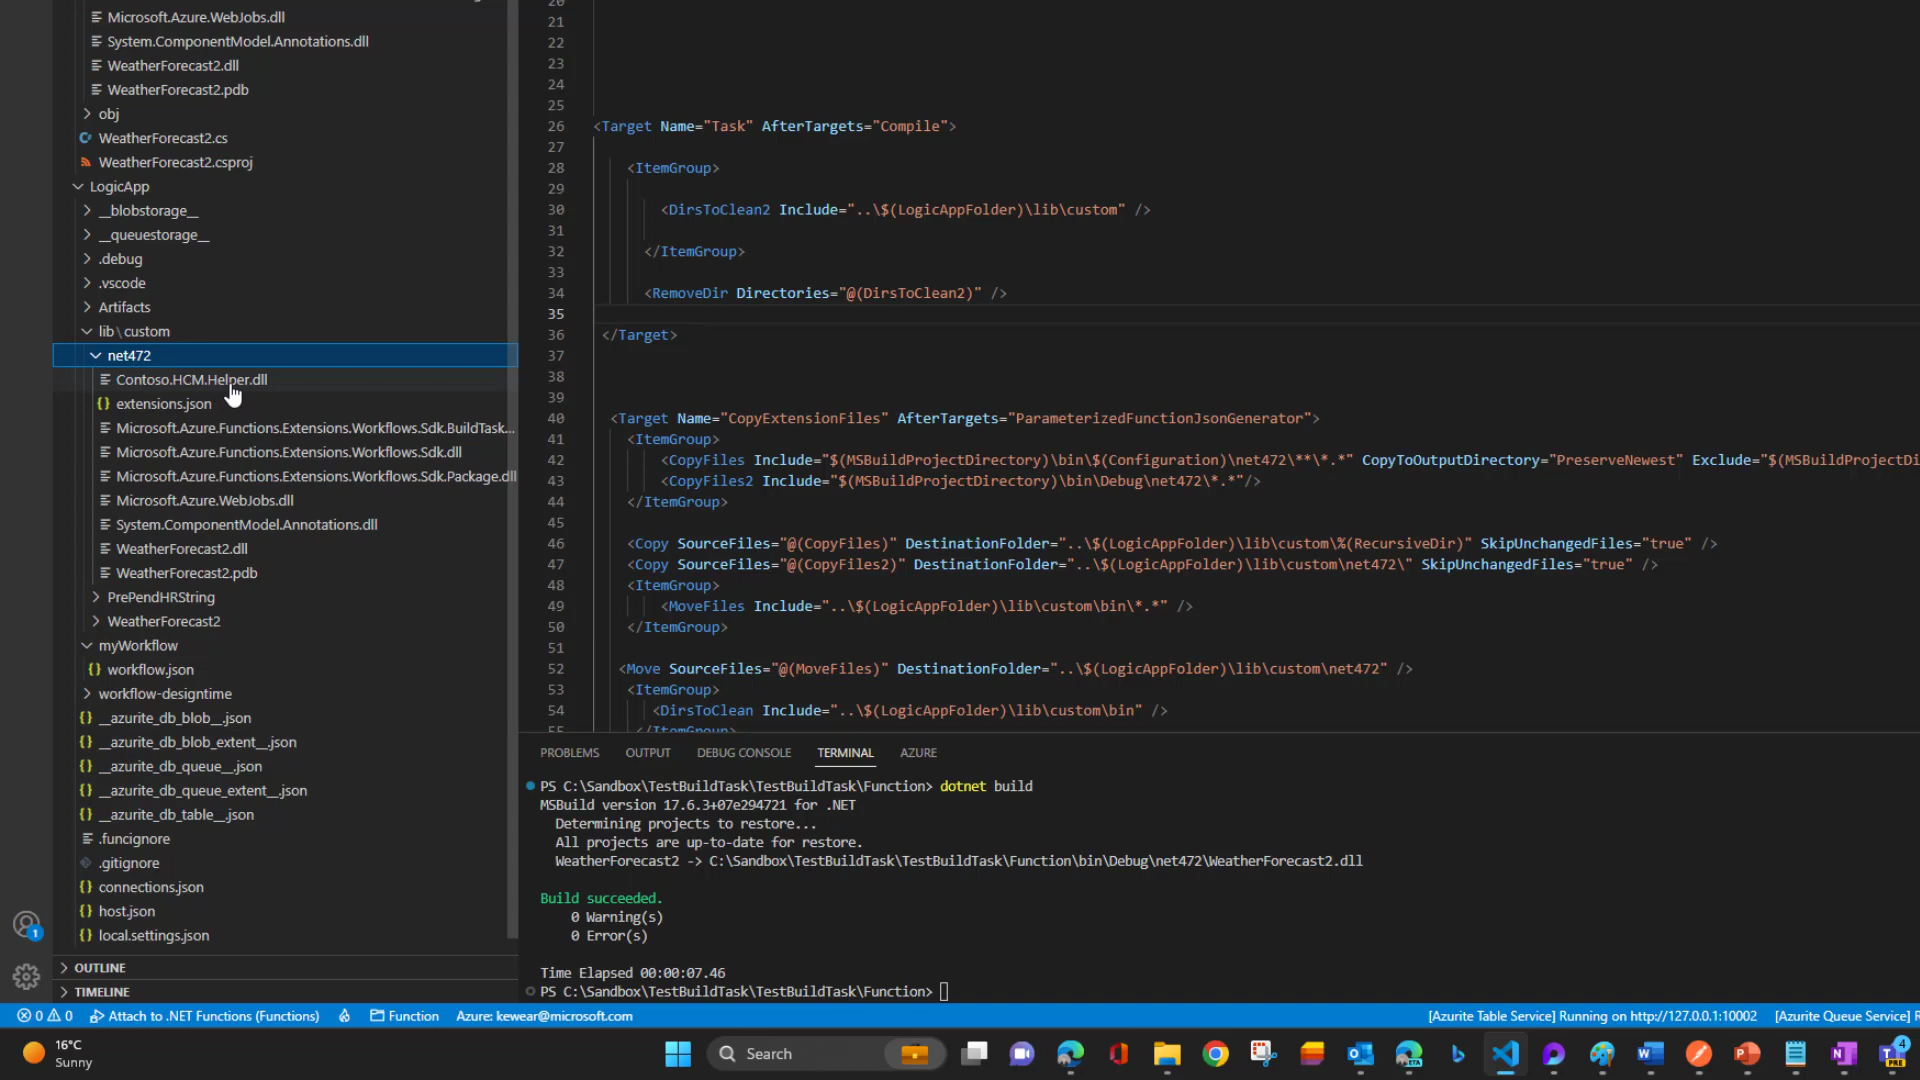 Microsoft.Azure.WebJobs.dll
System.ComponentModel.Annotations.dll
WeatherForecast2.dll
WeatherForecast2.pdb
obj
WeatherForecast2.cs
WeatherForecast2.csproj
LogicApp
__blobstorage__
__queuestorage__
.debug
.vscode
Artifacts
lib\custom
net472
Contoso.HCM.Helper.dll
extensions.json
Microsoft.Azure.Functions.Extensions.Workflows.Sdk.BuildTask...
Microsoft.Azure.Functions.Extensions.Workflows.Sdk.dll
Microsoft.Azure.Functions.Extensions.Workflows.Sdk.Package.dll
Microsoft.Azure.WebJobs.dll
System.ComponentModel.Annotations.dll
WeatherForecast2.dll
WeatherForecast2.pdb
PrePendHRString
WeatherForecast2
myWorkflow
workflow.json
workflow-designtime
__azurite_db_blob__.json
__azurite_db_blob_extent__.json
__azurite_db_queue__.json
__azurite_db_queue_extent__.json
__azurite_db_table__.json
.funcignore
.gitignore
connections.json
host.json
local.settings.json
OUTLINE
TIMELINE
20
21
22
23
24
25
26 <Target Name="Task" AfterTargets="Compile">
27
28 <ItemGroup>
29
30 <DirsToClean2 Include="..\$(LogicAppFolder)\lib\custom" />
31
32 </ItemGroup>
33
34 <RemoveDir Directories="@(DirsToClean2)" />
35
36 </Target>
37
38
39
40 <Target Name="CopyExtensionFiles" AfterTargets="ParameterizedFunctionJsonGenerator">
41 <ItemGroup>
42 <CopyFiles Include="$(MSBuildProjectDirectory)\bin\$(Configuration)\net472\**\*.*" CopyToOutputDirectory="PreserveNewest" Exclude="$(MSBuildProjectDi
43 <CopyFiles2 Include="$(MSBuildProjectDirectory)\bin\Debug\net472\*.*"/>
44 </ItemGroup>
45
46 <Copy SourceFiles="@(CopyFiles)" DestinationFolder="..\$(LogicAppFolder)\lib\custom\%(RecursiveDir)" SkipUnchangedFiles="true" />
47 <Copy SourceFiles="@(CopyFiles2)" DestinationFolder="..\$(LogicAppFolder)\lib\custom\net472\" SkipUnchangedFiles="true" />
48 <ItemGroup>
49 <MoveFiles Include="..\$(LogicAppFolder)\lib\custom\bin\*.*" />
50 </ItemGroup>
51
52 <Move SourceFiles="@(MoveFiles)" DestinationFolder="..\$(LogicAppFolder)\lib\custom\net472" />
53 <ItemGroup>
54 <DirsToClean Include="..\$(LogicAppFolder)\lib\custom\bin" />
55 </ItemGroup>
PROBLEMS OUTPUT DEBUG CONSOLE TERMINAL AZURE
PS C:\Sandbox\TestBuildTask\TestBuildTask\Function> dotnet build
MSBuild version 17.6.3+07e294721 for .NET
Determining projects to restore...
All projects are up-to-date for restore.
WeatherForecast2 -> C:\Sandbox\TestBuildTask\TestBuildTask\Function\bin\Debug\net472\WeatherForecast2.dll
Build succeeded.
0 Warning(s)
0 Error(s)
Time Elapsed 00:00:07.46
PS C:\Sandbox\TestBuildTask\TestBuildTask\Function>
1
0 0 Attach to .NET Functions (Functions) Function Azure: kewear@microsoft.com [Azurite Table Service] Running on http://127.0.0.1:10002 [Azurite Queue Service] R
16°C
Sunny
Search
4